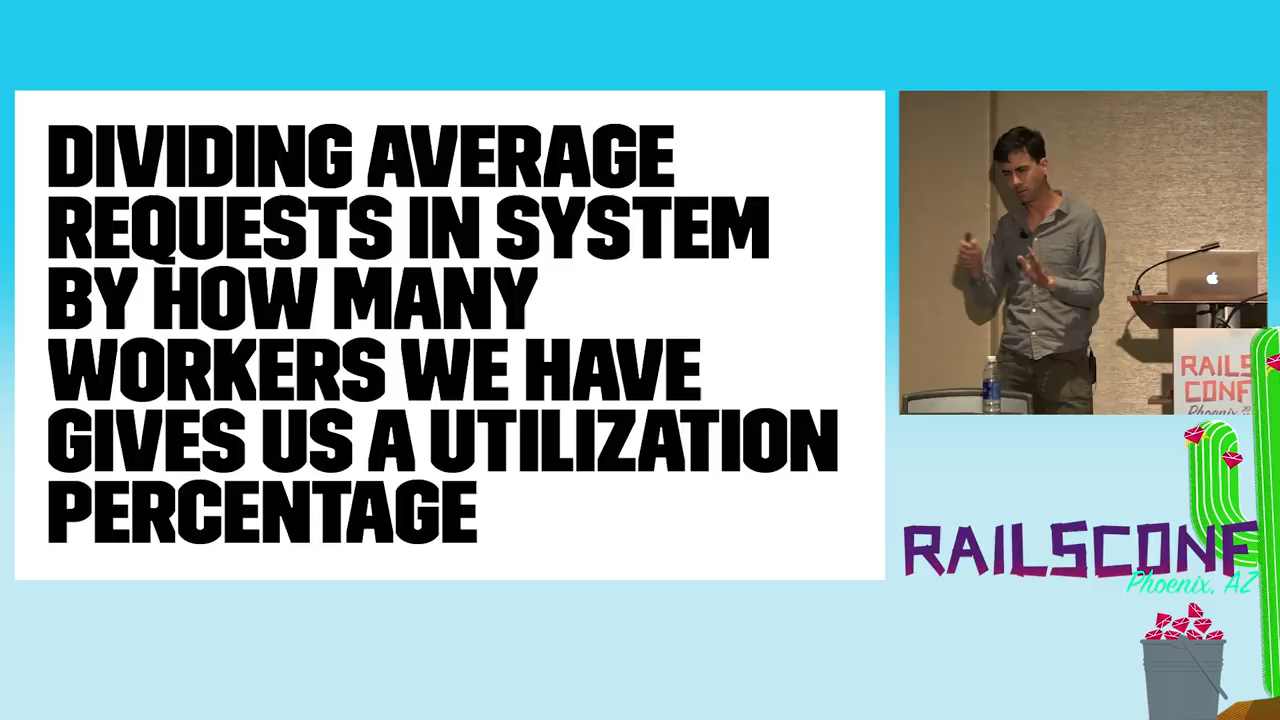 DIVIDING AVERAGE
REQUESTS IN SYSTEM
BY HOW MANY
WORKERS WE HAVE
GIVES US A UTILIZATION
PERCENTAGE
RAILS
CONF
Phoenix
RAILSCONF
Phoenix, AZ